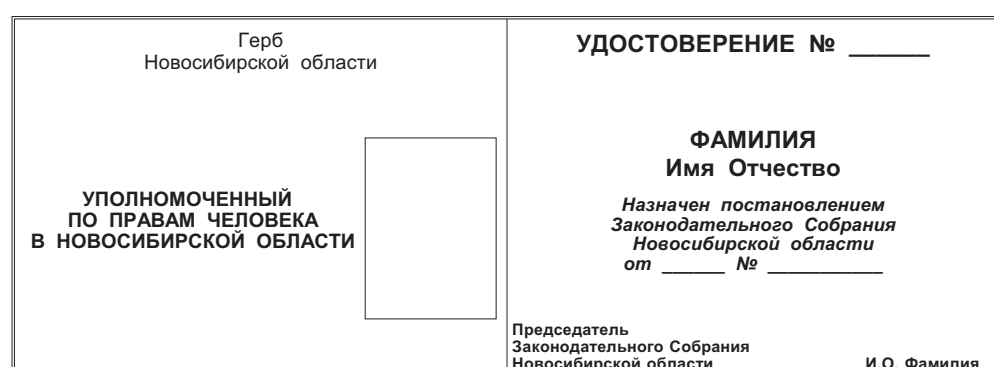 Герб
Новосибирской области
УПОЛНОМОЧЕННЫЙ
ПО ПРАВАМ ЧЕЛОВЕКА
В НОВОСИБИРСКОЙ ОБЛАСТИ
УДОСТОВЕРЕНИЕ № ______
ФАМИЛИЯ
Имя Отчество
Назначен постановлением
Законодательного Собрания
Новосибирской области
от ______ № ___________
Председатель
Законодательного Собрания
Новосибирской области И.О. Фамилия